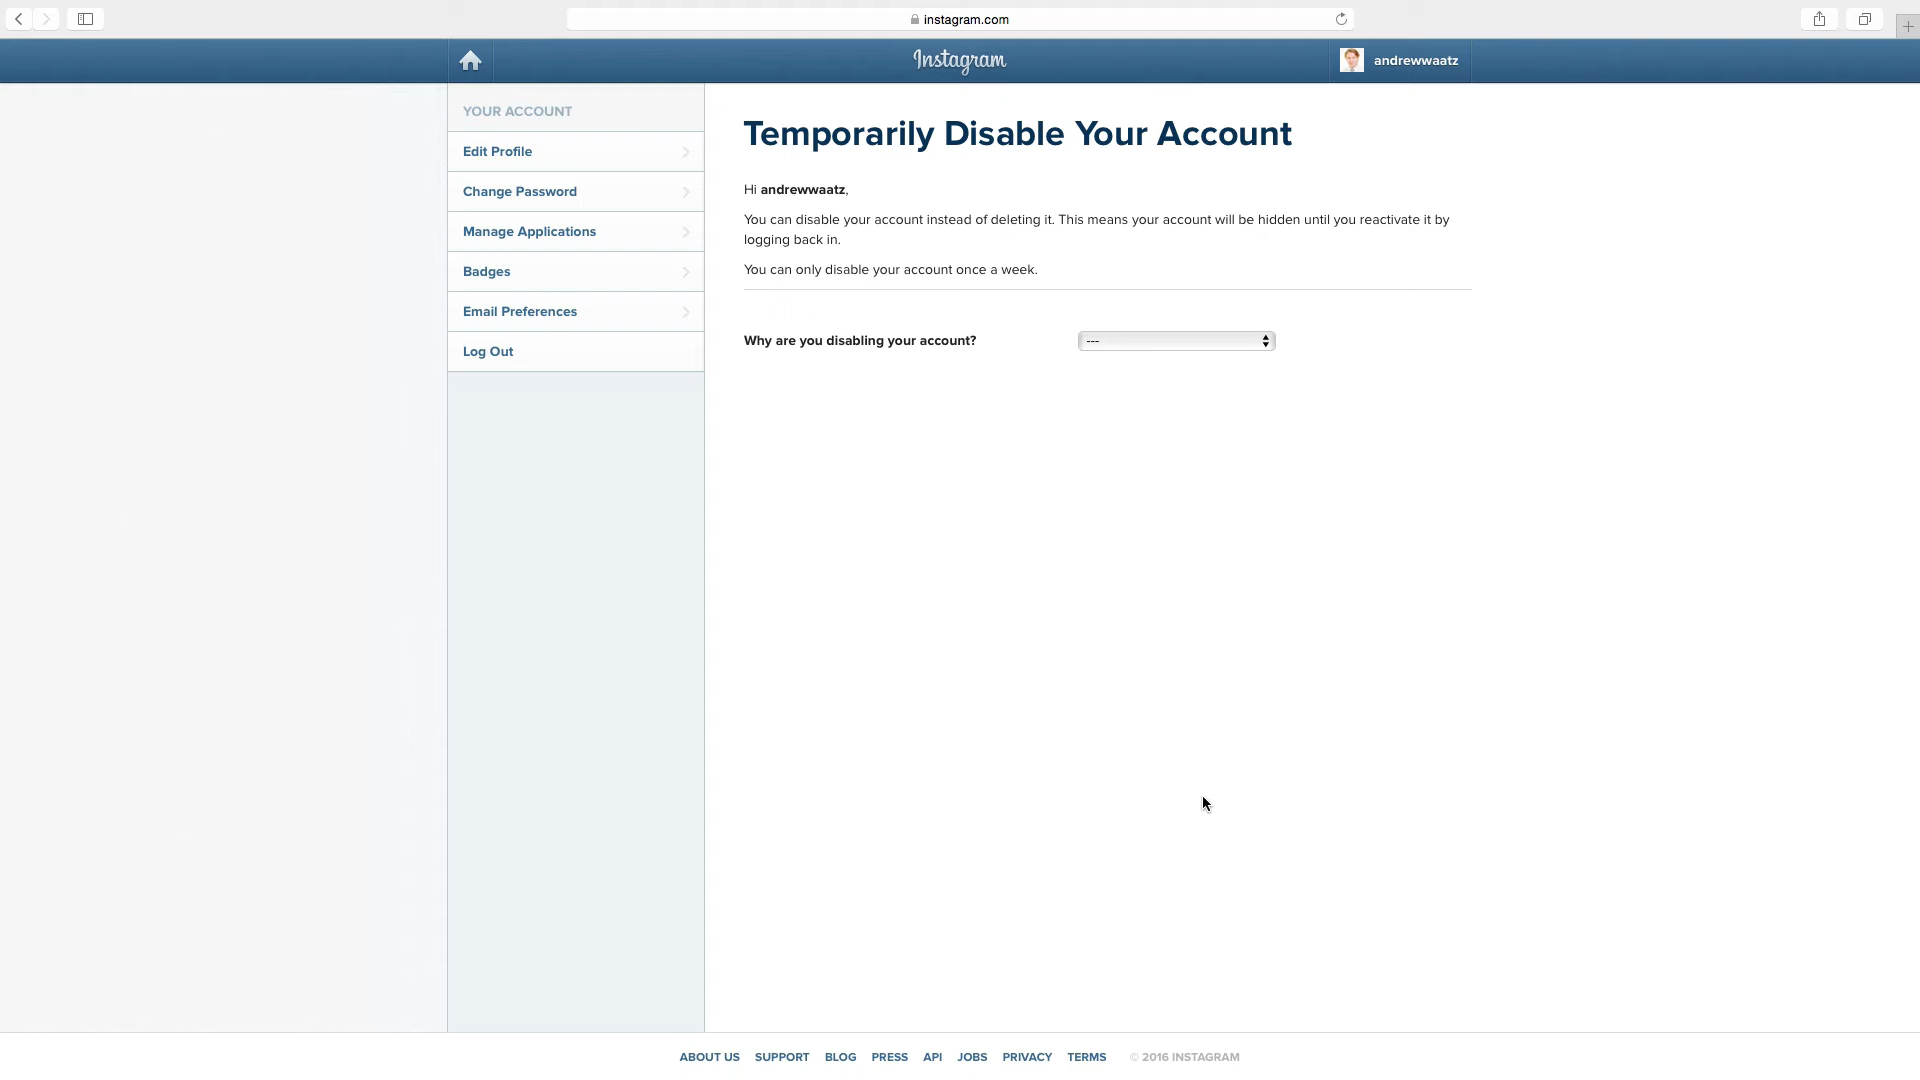 instagram.com
Instagram
andrewwaatz
YOUR ACCOUNT
Edit Profile
Change Password
Manage Applications
Badges
Email Preferences
Log Out
Temporarily Disable Your Account
Hi andrewwaatz,
You can disable your account instead of deleting it. This means your account will be hidden until you reactivate it by
logging back in.
You can only disable your account once a week.
Why are you disabling your account? ---
ABOUT US SUPPORT BLOG PRESS API JOBS PRIVACY TERMS © 2016 INSTAGRAM